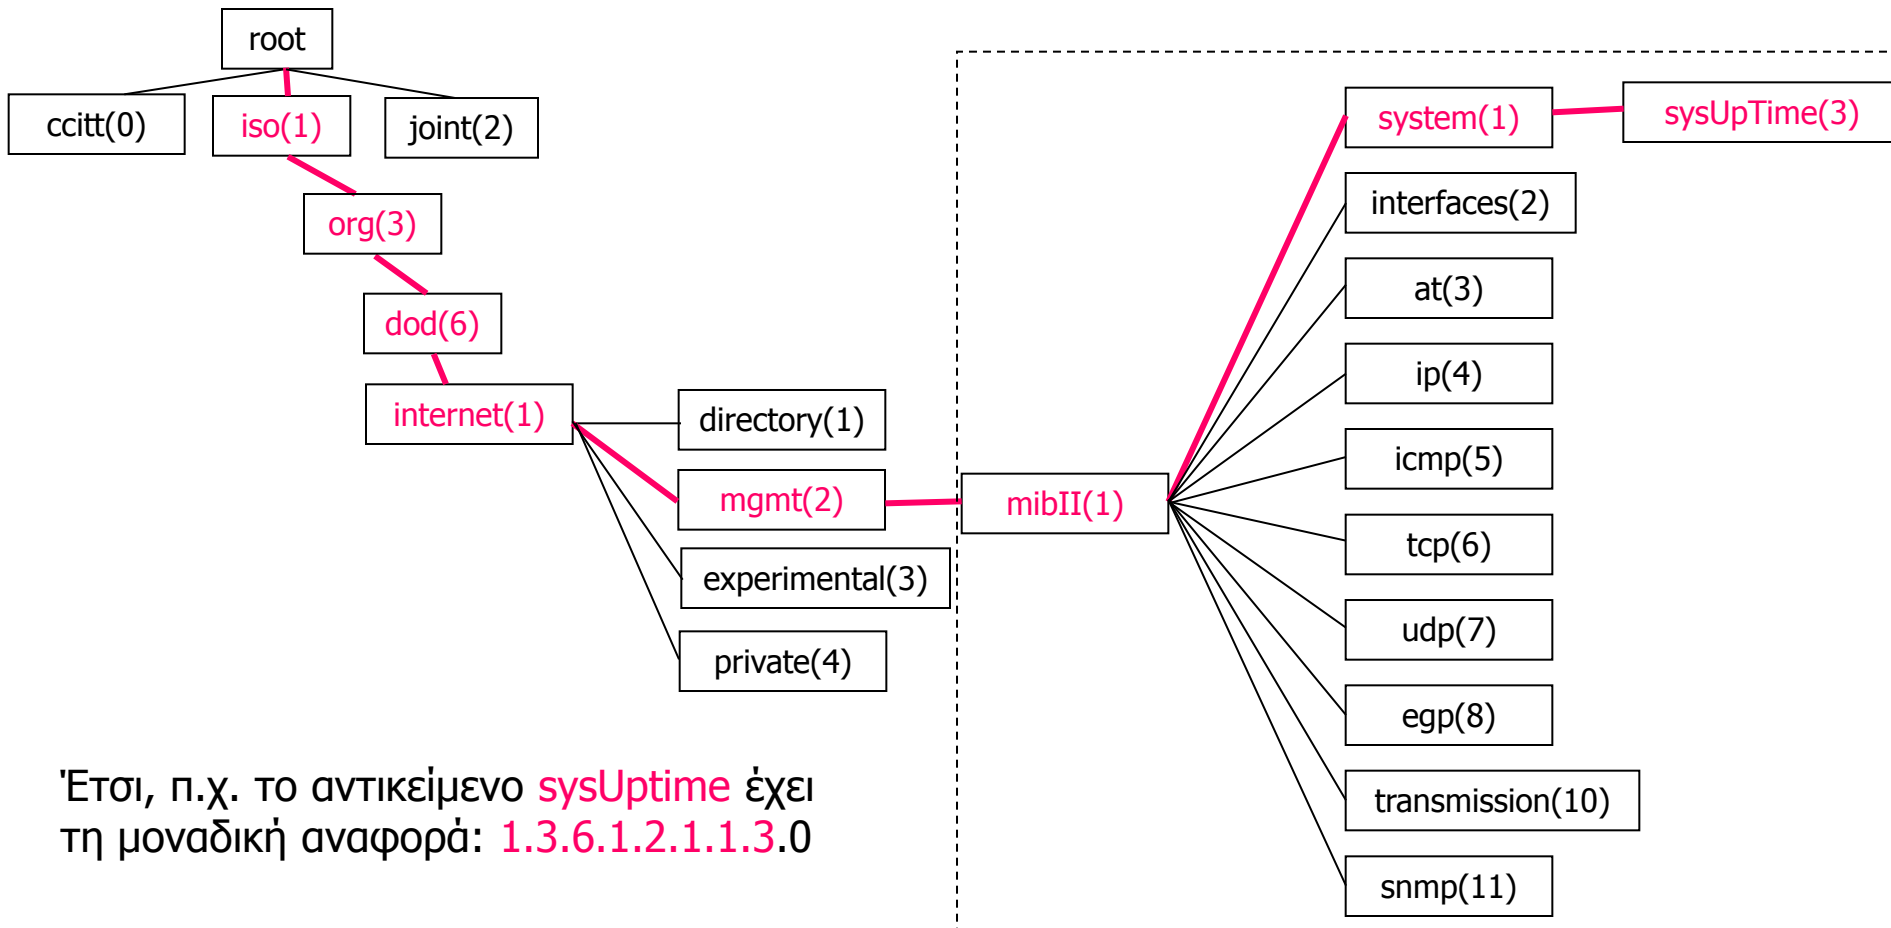 root
ccitt(0)
iso(1)
joint(2)
org(3)
dod(6)
internet(1)
directory(1)
mgmt(2)
experimental(3)
private(4)
mibII(1)
system(1)
sysUpTime(3)
interfaces(2)
at(3)
ip(4)
icmp(5)
tcp(6)
udp(7)
egp(8)
transmission(10)
snmp(11)
Έτσι, π.χ. το αντικείμενο sysUptime έχει
τη μοναδική αναφορά: 1.3.6.1.2.1.1.3.0